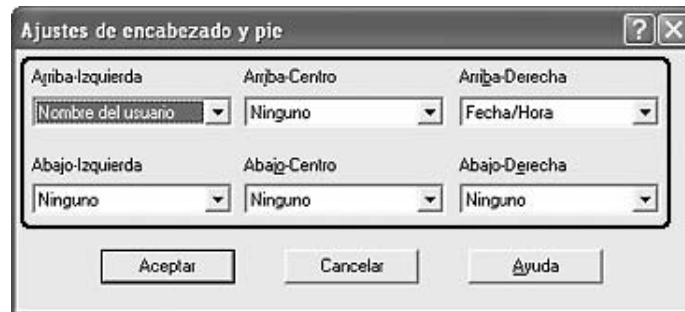 Ajustes de encabezado y pie
Arriba-Izquierda Arriba-Centro Arriba-Derecha
Nombre del usuario Ninguno Fecha/Hora
Abajo-Izquierda Abajo-Centro Abajo-Derecha
Ninguno Ninguno Ninguno
Aceptar Cancelar Ayuda